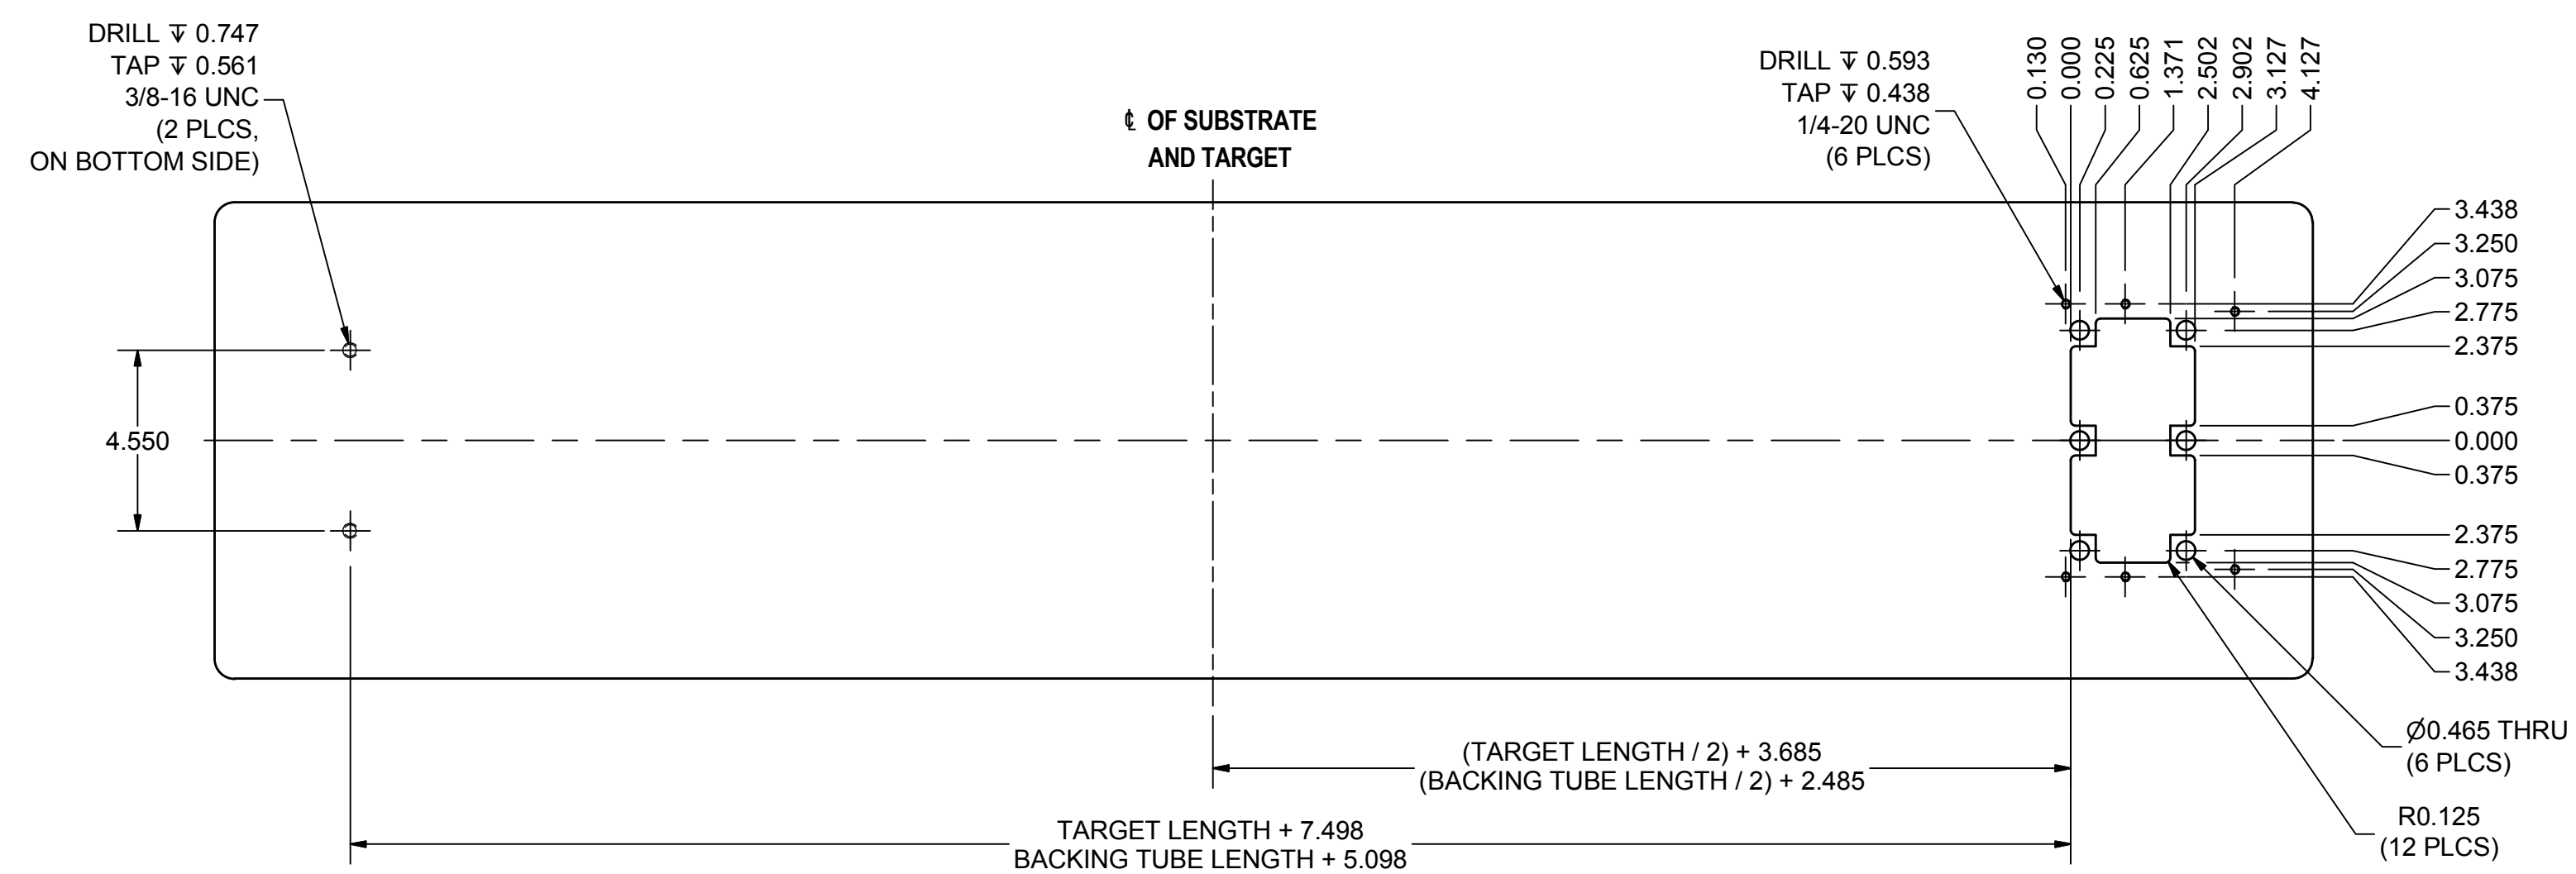 DRILL ↧ 0.747
TAP ↧ 0.561
3/8-16 UNC
(2 PLCS,
ON BOTTOM SIDE)
℄ OF SUBSTRATE
AND TARGET
DRILL ↧ 0.593
TAP ↧ 0.438
1/4-20 UNC
(6 PLCS)
0.130
0.000
0.225
0.625
1.371
2.502
2.902
3.127
4.127
3.438
3.250
3.075
2.775
2.375
0.375
0.000
0.375
2.375
2.775
3.075
3.250
3.438
4.550
Ø0.465 THRU
(6 PLCS)
R0.125
(12 PLCS)
(TARGET LENGTH / 2) + 3.685
(BACKING TUBE LENGTH / 2) + 2.485
TARGET LENGTH + 7.498
BACKING TUBE LENGTH + 5.098